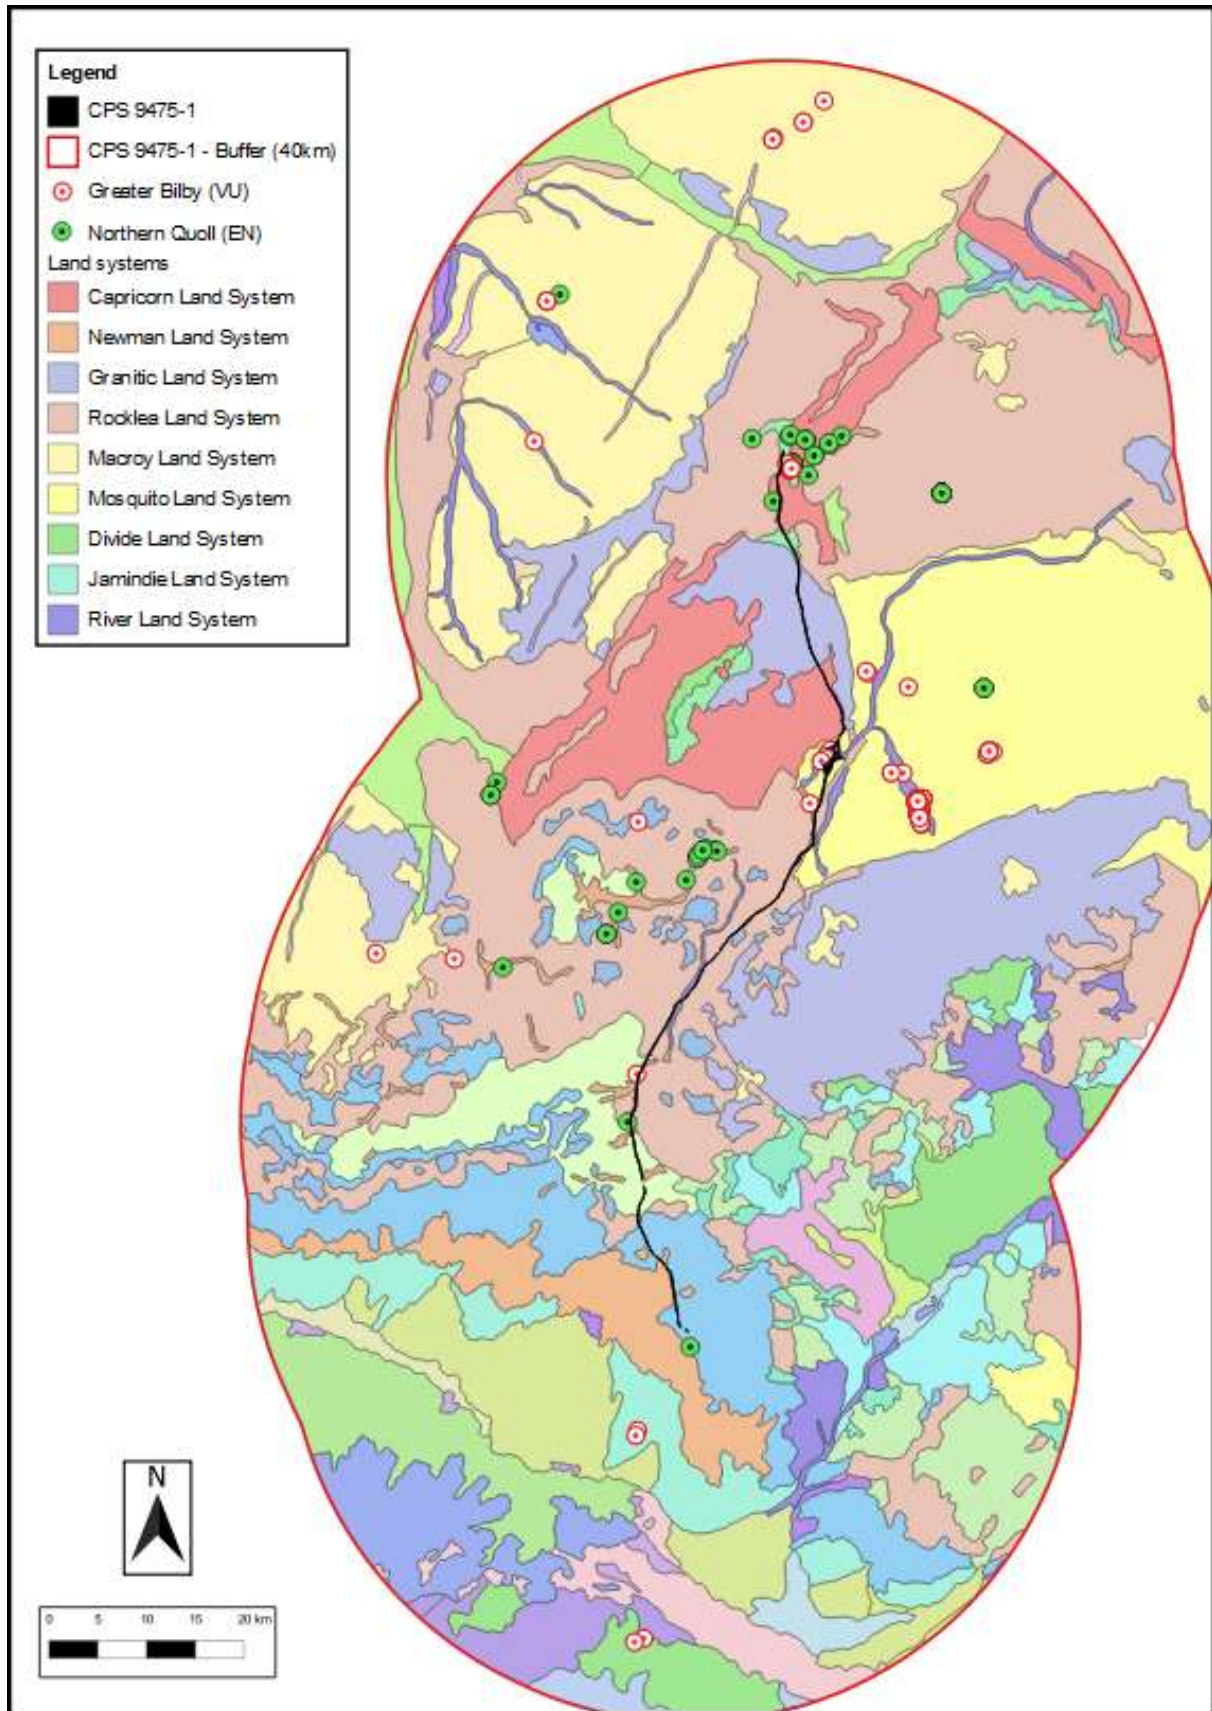 Legend
CPS 9475-1
CPS 9475-1 - Buffer (40km)
Greater Bilby (VU)
Northern Quoll (EN)
Land systems
Capricorn Land System
Newman Land System
Granitic Land System
Rocklea Land System
Macroy Land System
Mosquito Land System
Divide Land System
Jamindie Land System
River Land System
N
0 5 10 15 20 km